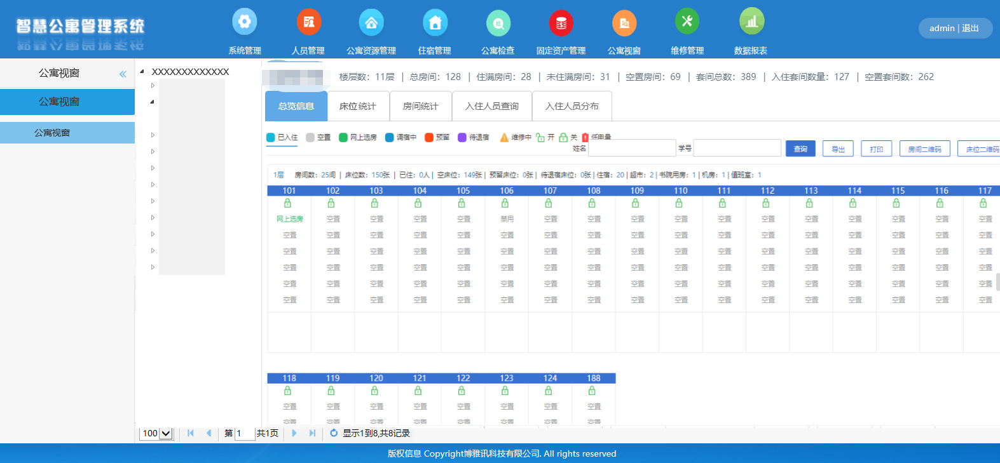 智慧公寓管理系统
系统管理 人员管理 公寓资源管理 住宿管理 公寓检查 固定资产管理 公寓视窗 维修管理 数据报表
admin | 退出
公寓视窗
公寓视窗
公寓视窗
XXXXXXXXXXXXX
楼层数：11层 | 总房间：128 | 住满房间：28 | 未住满房间：31 | 空置房间：69 | 套间总数：389 | 入住套间数量：127 | 空置套间数：262
总览信息 床位统计 房间统计 入住人员查询 入住人员分布
已入住 空置 网上选房 调宿中 预留 待退宿 维修中 开 关 低电量
姓名 学号 查询 导出 打印 房间二维码 床位二维码
1层 房间数：25间 | 床位数：150张 | 已住：0人 | 空床位：149张 | 预留床位：0张 | 待退宿床位：0张 | 住宿：20 | 超市：2 | 书院用房：1 | 机房：1 | 值班室：1
101 102 103 104 105 106 107 108 109 110 111 112 113 114 115 116 117
网上选房 空置 空置 空置 空置 禁用 空置 空置 空置 空置 空置 空置 空置 空置 空置 空置 空置
空置 空置 空置 空置 空置 空置 空置 空置 空置 空置 空置 空置 空置 空置 空置 空置 空置
空置 空置 空置 空置 空置 空置 空置 空置 空置 空置 空置 空置 空置 空置 空置 空置 空置
空置 空置 空置 空置 空置 空置 空置 空置 空置 空置 空置 空置 空置 空置 空置 空置 空置
空置 空置 空置 空置 空置 空置 空置 空置 空置 空置 空置 空置 空置 空置 空置 空置 空置
空置 空置 空置 空置 空置 空置 空置 空置 空置 空置 空置 空置 空置 空置 空置 空置 空置
118 119 120 121 122 123 124 188
空置 空置 空置 空置 空置 空置 空置 空置
空置 空置 空置 空置 空置 空置 空置 空置
100 第 1 共1页 显示1到8,共8记录
版权信息 Copyright博雅讯科技有限公司. All rights reserved